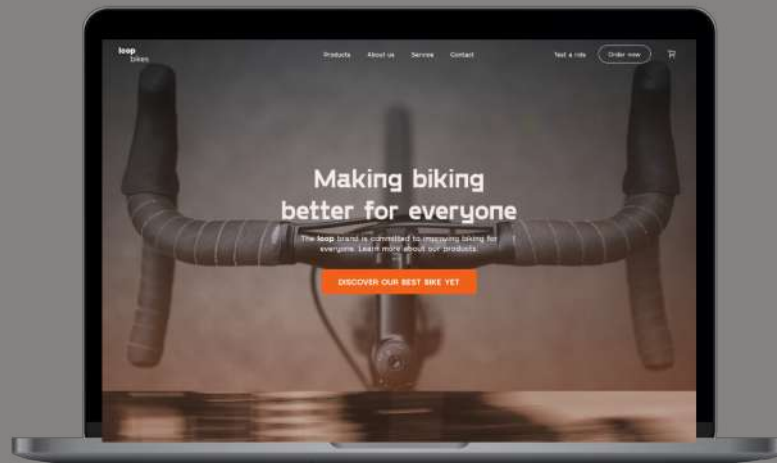 loop
bikes
Products About us Service Contact
Test a ride Order now
Making biking
better for everyone
The loop brand is committed to improving biking for
everyone. Learn more about our products.
DISCOVER OUR BEST BIKE YET